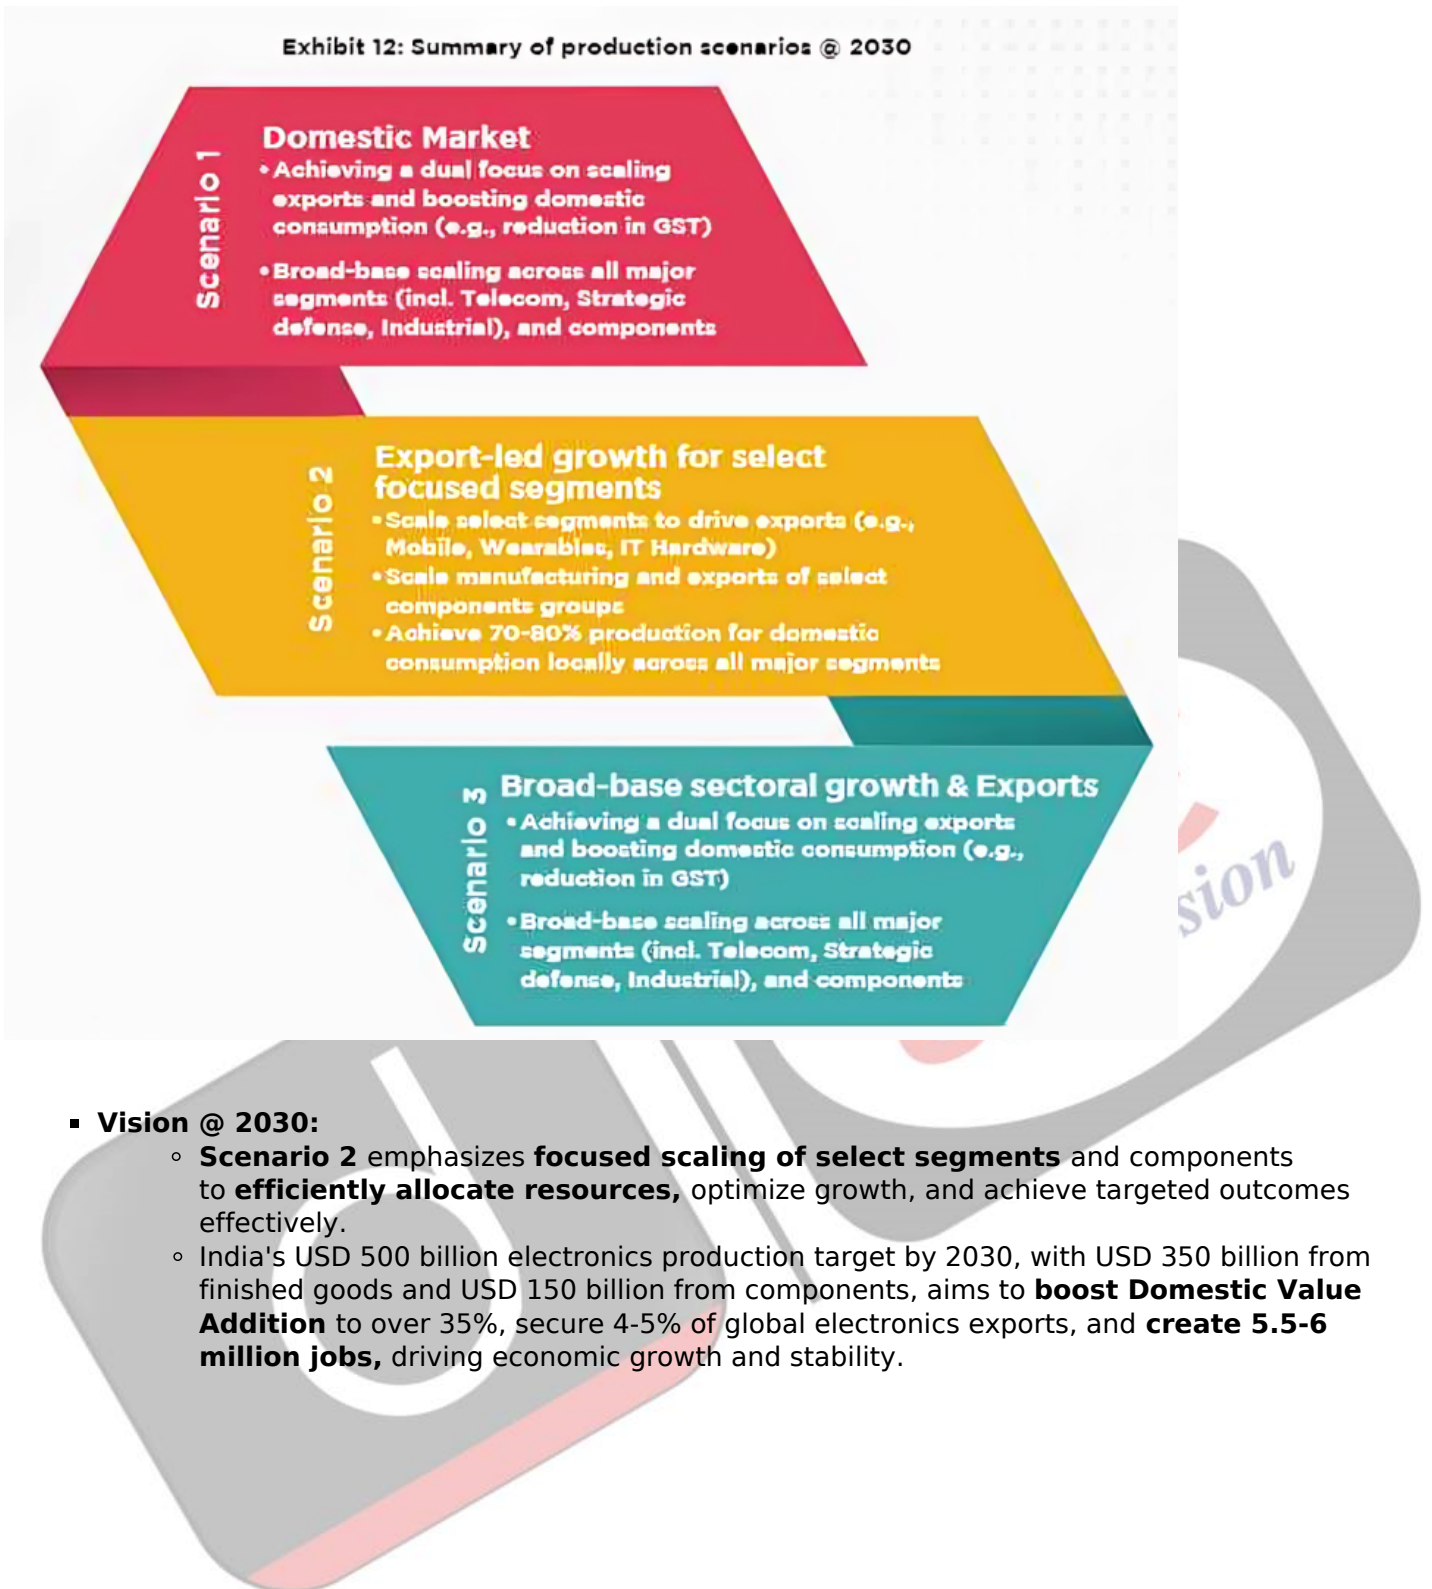 Exhibit 12: Summary of production scenarios @ 2030
Scenario 1
Domestic Market
• Achieving a dual focus on scaling
exports and boosting domestic
consumption (e.g., reduction in GST)
• Broad-base scaling across all major
segments (incl. Telecom, Strategic
defense, Industrial), and components
Scenario 2
Export-led growth for select
focused segments
• Scale select segments to drive exports (e.g.,
Mobile, Wearables, IT Hardware)
• Scale manufacturing and exports of select
components groups
• Achieve 70-80% production for domestic
consumption locally across all major segments
Scenario 3
Broad-base sectoral growth & Exports
• Achieving a dual focus on scaling exports
and boosting domestic consumption (e.g.,
reduction in GST)
• Broad-base scaling across all major
segments (incl. Telecom, Strategic
defense, Industrial), and components
sion
▪ Vision @ 2030:
◦ Scenario 2 emphasizes focused scaling of select segments and components
to efficiently allocate resources, optimize growth, and achieve targeted outcomes
effectively.
◦ India's USD 500 billion electronics production target by 2030, with USD 350 billion from
finished goods and USD 150 billion from components, aims to boost Domestic Value
Addition to over 35%, secure 4-5% of global electronics exports, and create 5.5-6
million jobs, driving economic growth and stability.